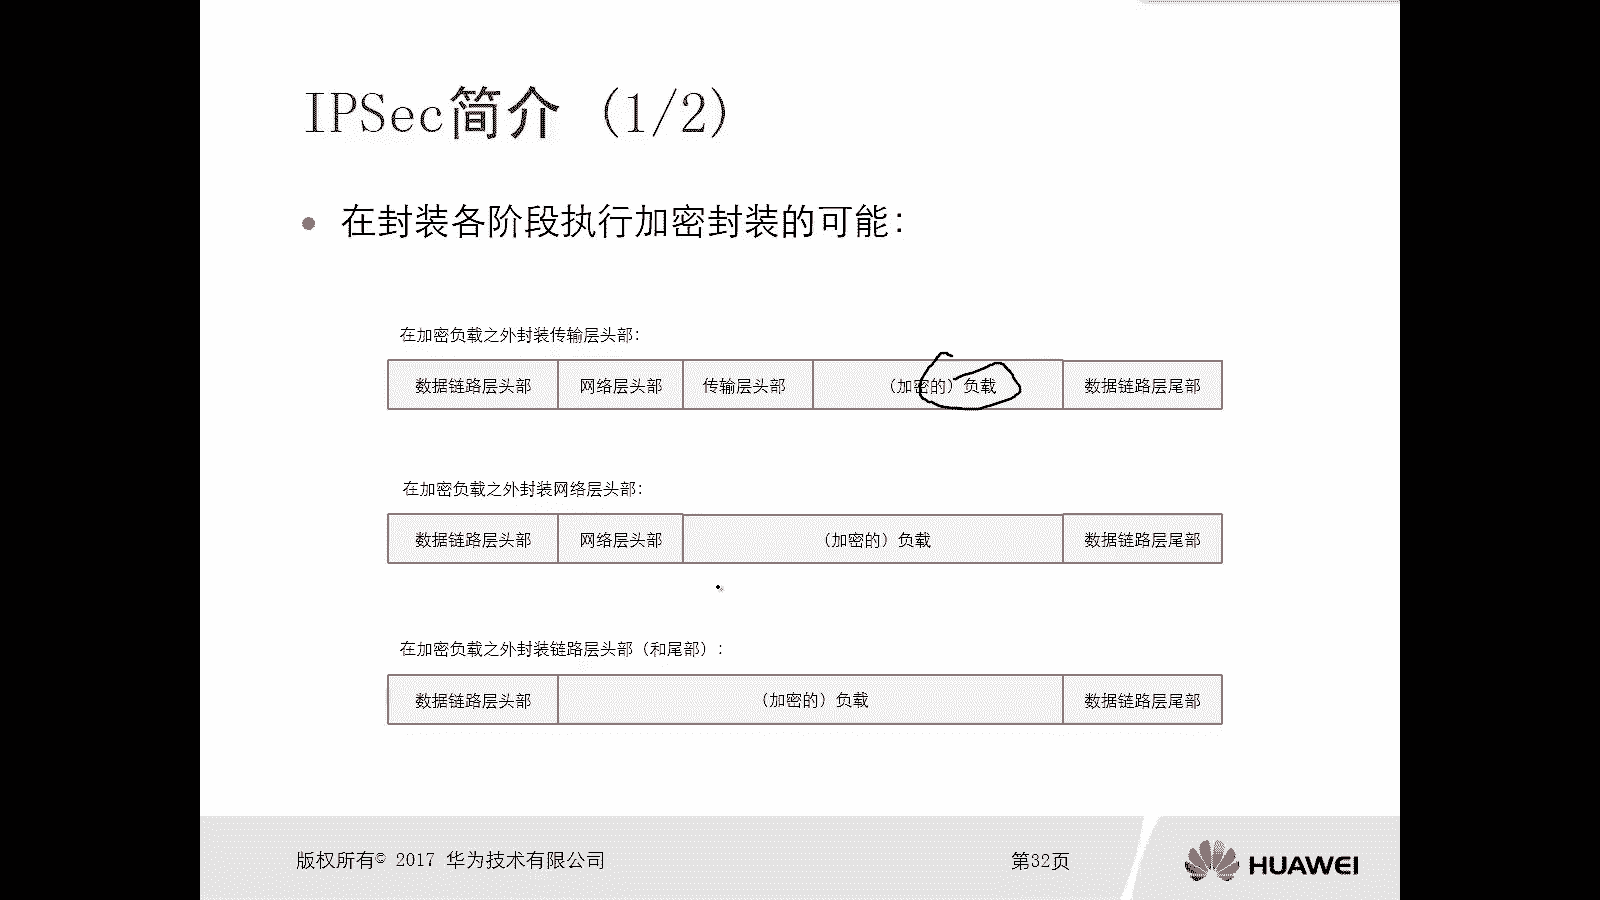 IPSec简介 (1/2)
• 在封装各阶段执行加密封装的可能：
在加密负载之外封装传输层头部：
数据链路层头部 网络层头部 传输层头部 （加密的）负载 数据链路层尾部
在加密负载之外封装网络层头部：
数据链路层头部 网络层头部 （加密的）负载 数据链路层尾部
在加密负载之外封装链路层头部（和尾部）：
数据链路层头部 （加密的）负载 数据链路层尾部
版权所有© 2017 华为技术有限公司 第32页 HUAWEI